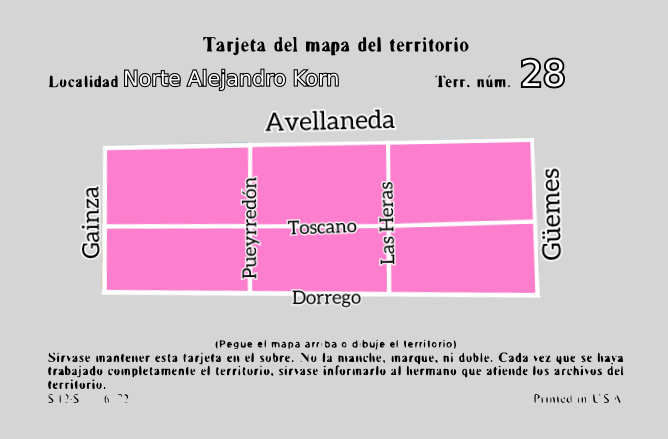 Tarjeta del mapa del territorio
Localidad Norte Alejandro Korn Terr. núm. 28
Avellaneda
Gainza
Pueyrredón
Toscano
Las Heras
Güemes
Dorrego
(Pegue el mapa arriba o dibuje el territorio)
Sírvase mantener esta tarjeta en el sobre. No la manche, marque, ni doble. Cada vez que se haya
trabajado completamente el territorio, sírvase informarlo al hermano que atiende los archivos del
territorio.
S-12-S 6-72 Printed in U.S.A.